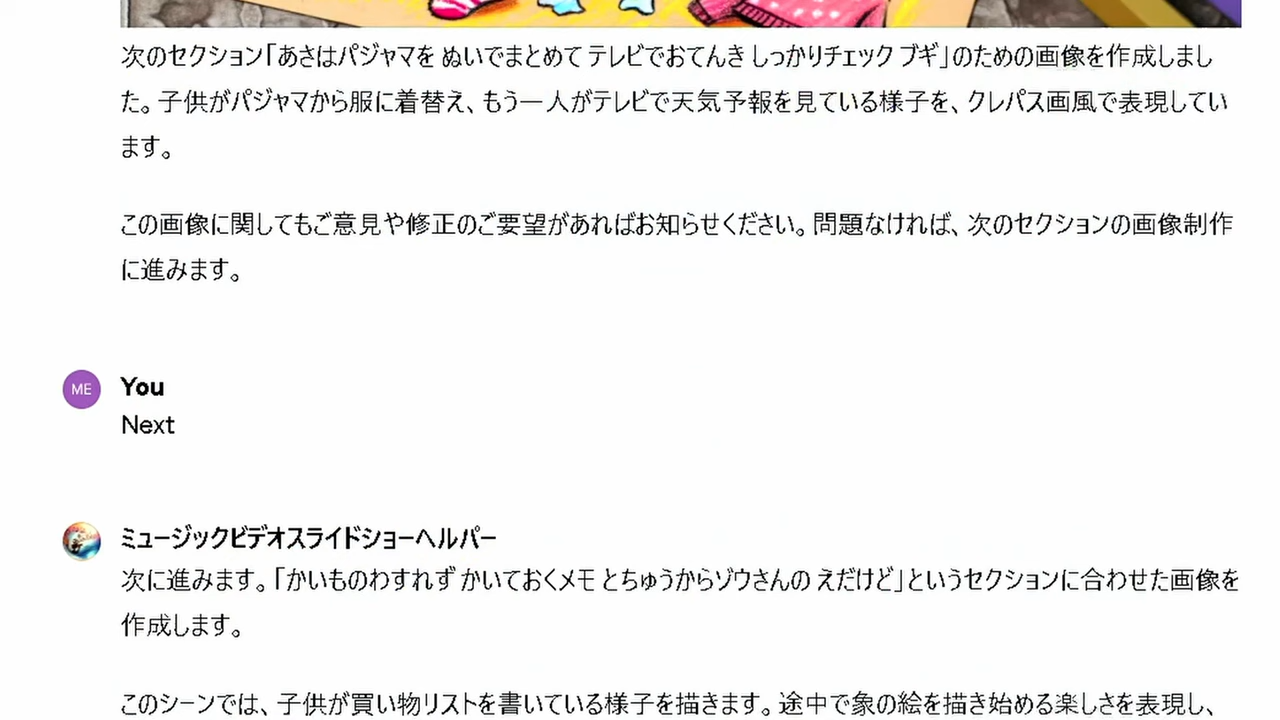 次のセクション「あさはパジャマを ぬいでまとめて テレビでおてんき しっかりチェック ブギ」のための画像を作成しまし
た。子供がパジャマから服に着替え、もう一人がテレビで天気予報を見ている様子を、クレパス画風で表現してい
ます。
この画像に関してもご意見や修正のご要望があればお知らせください。問題なければ、次のセクションの画像制作
に進みます。
ME
You
Next
ミュージックビデオスライドショーヘルパー
次に進みます。「かいものわすれず かいておくメモ とちゅうからゾウさんの えだけど」というセクションに合わせた画像を
作成します。
このシーンでは、子供が買い物リストを書いている様子を描きます。途中で象の絵を描き始める楽しさを表現し、